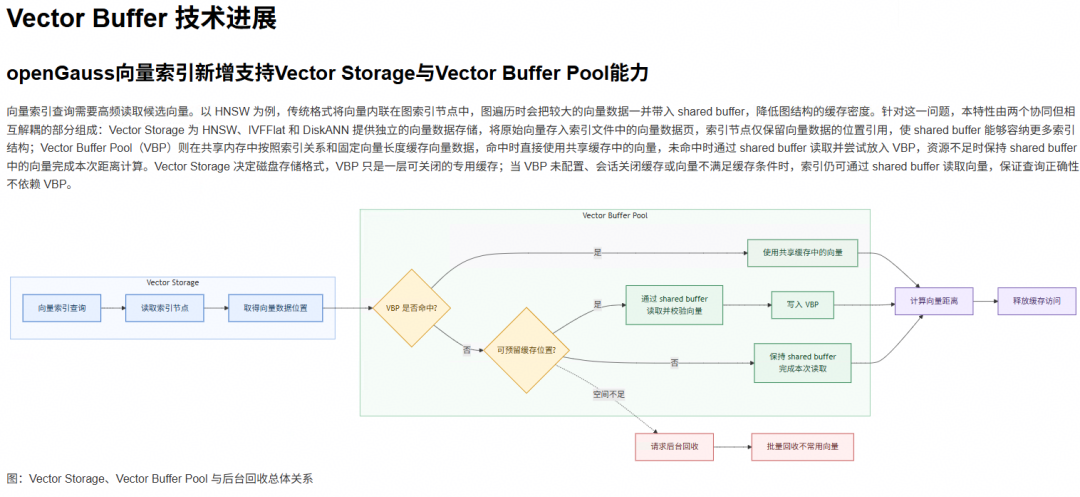 Vector Buffer 技术进展
openGauss向量索引新增支持Vector Storage与Vector Buffer Pool能力
向量索引查询需要高频读取候选向量。以 HNSW 为例，传统格式将向量内联在图索引节点中，图遍历时会把较大的向量数据一并带入 shared buffer，降低图结构的缓存密度。针对这一问题，本特性由两个协同但相
互解耦的部分组成：Vector Storage 为 HNSW、IVFFlat 和 DiskANN 提供独立的向量数据存储，将原始向量存入索引文件中的向量数据页，索引节点仅保留向量数据的位置引用，使 shared buffer 能够容纳更多索引
结构；Vector Buffer Pool（VBP）则在共享内存中按照索引关系和固定向量长度缓存向量数据，命中时直接使用共享缓存中的向量，未命中时通过 shared buffer 读取并尝试放入 VBP，资源不足时保持 shared buffer
中的向量完成本次距离计算。Vector Storage 决定磁盘存储格式，VBP 只是一层可关闭的专用缓存；当 VBP 未配置、会话关闭缓存或向量不满足缓存条件时，索引仍可通过 shared buffer 读取向量，保证查询正确性
不依赖 VBP。
Vector Storage
向量索引查询
读取索引节点
取得向量数据位置
Vector Buffer Pool
VBP 是否命中?
是
使用共享缓存中的向量
否
可预留缓存位置?
是
通过 shared buffer
读取并校验向量
写入 VBP
否
保持 shared buffer
完成本次读取
空间不足
请求后台回收
批量回收不常用向量
计算向量距离
释放缓存访问
图：Vector Storage、Vector Buffer Pool 与后台回收总体关系